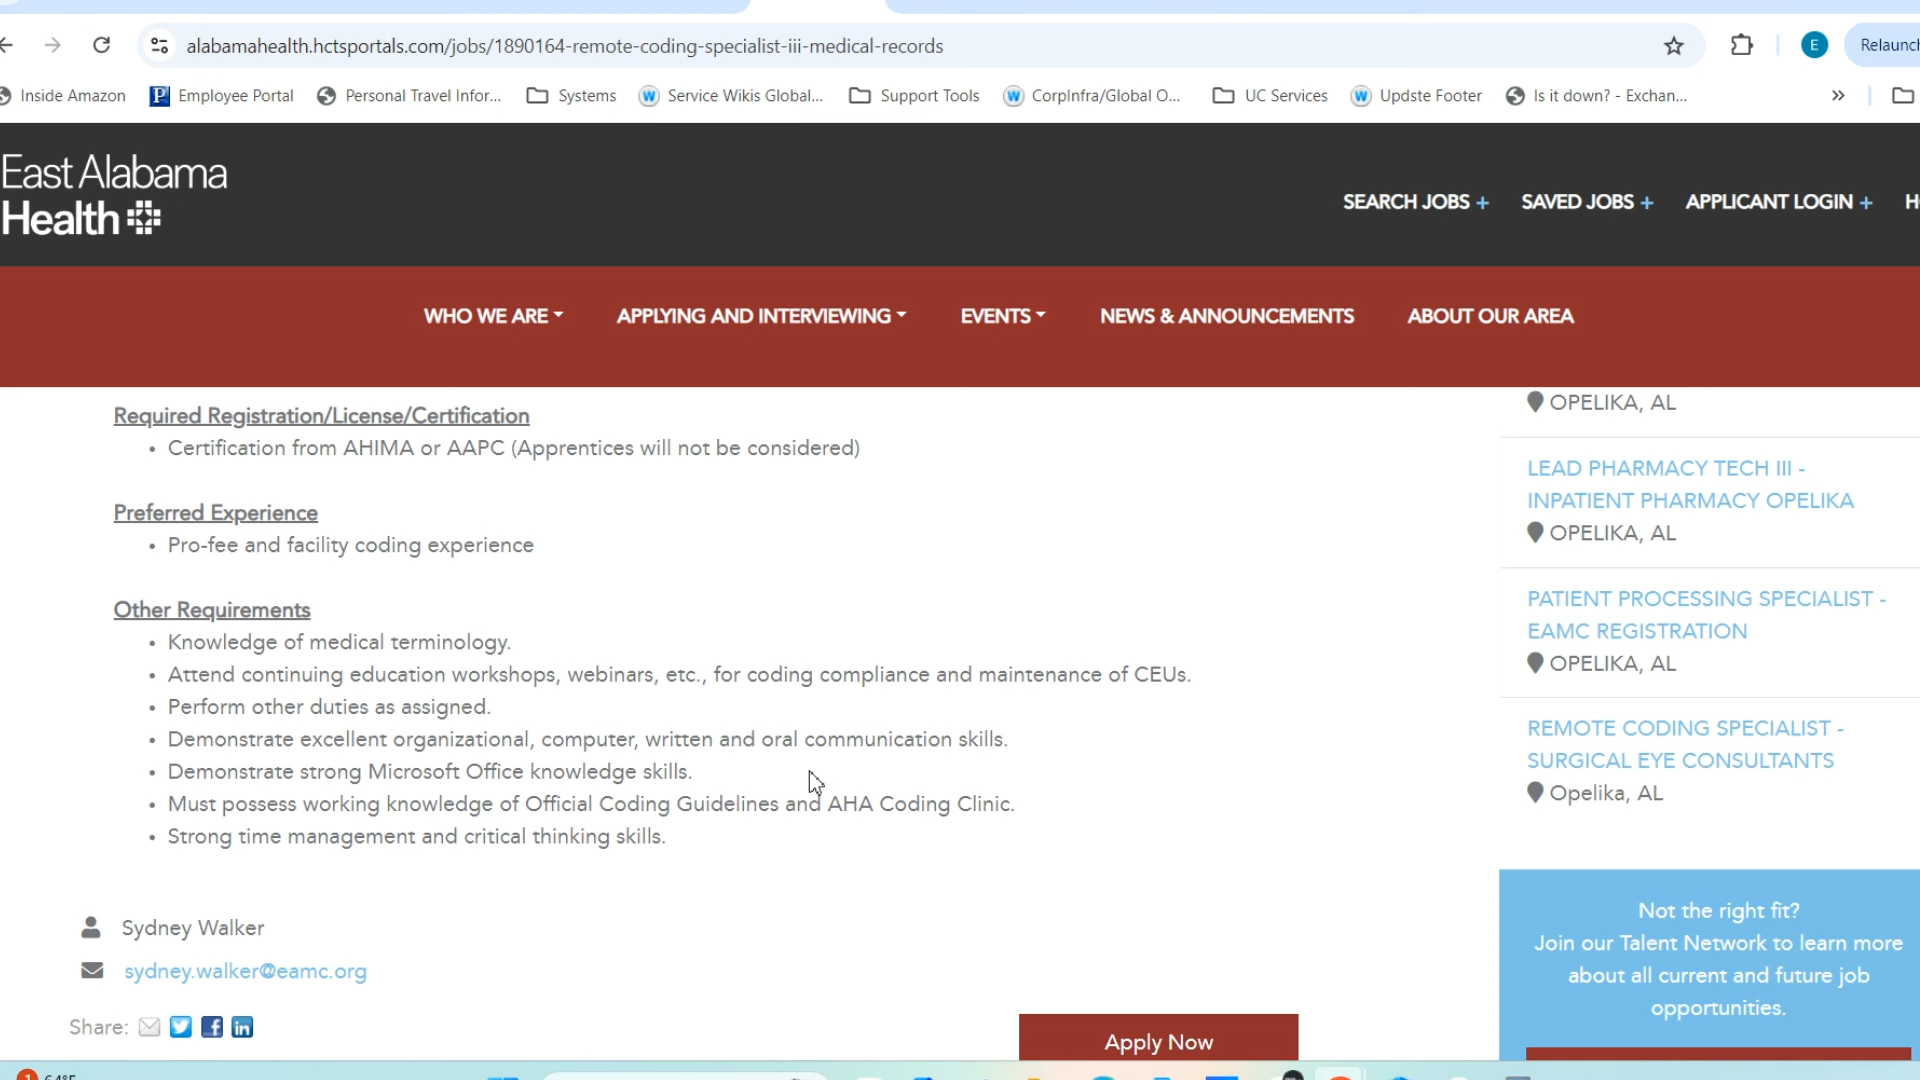 alabamahealth.hctsportals.com/jobs/1890164-remote-coding-specialist-iii-medical-records
E
Relaunch
Inside Amazon
Employee Portal
Personal Travel Infor...
Systems
Service Wikis Global...
Support Tools
CorpInfra/Global O...
UC Services
Updste Footer
Is it down? - Exchan...
East Alabama
Health
SEARCH JOBS +
SAVED JOBS +
APPLICANT LOGIN +
WHO WE ARE
APPLYING AND INTERVIEWING
EVENTS
NEWS & ANNOUNCEMENTS
ABOUT OUR AREA
Required Registration/License/Certification
• Certification from AHIMA or AAPC (Apprentices will not be considered)
Preferred Experience
• Pro-fee and facility coding experience
Other Requirements
• Knowledge of medical terminology.
• Attend continuing education workshops, webinars, etc., for coding compliance and maintenance of CEUs.
• Perform other duties as assigned.
• Demonstrate excellent organizational, computer, written and oral communication skills.
• Demonstrate strong Microsoft Office knowledge skills.
• Must possess working knowledge of Official Coding Guidelines and AHA Coding Clinic.
• Strong time management and critical thinking skills.
Sydney Walker
sydney.walker@eamc.org
Share:
Apply Now
OPELIKA, AL
LEAD PHARMACY TECH III -
INPATIENT PHARMACY OPELIKA
OPELIKA, AL
PATIENT PROCESSING SPECIALIST -
EAMC REGISTRATION
OPELIKA, AL
REMOTE CODING SPECIALIST -
SURGICAL EYE CONSULTANTS
Opelika, AL
Not the right fit?
Join our Talent Network to learn more
about all current and future job
opportunities.